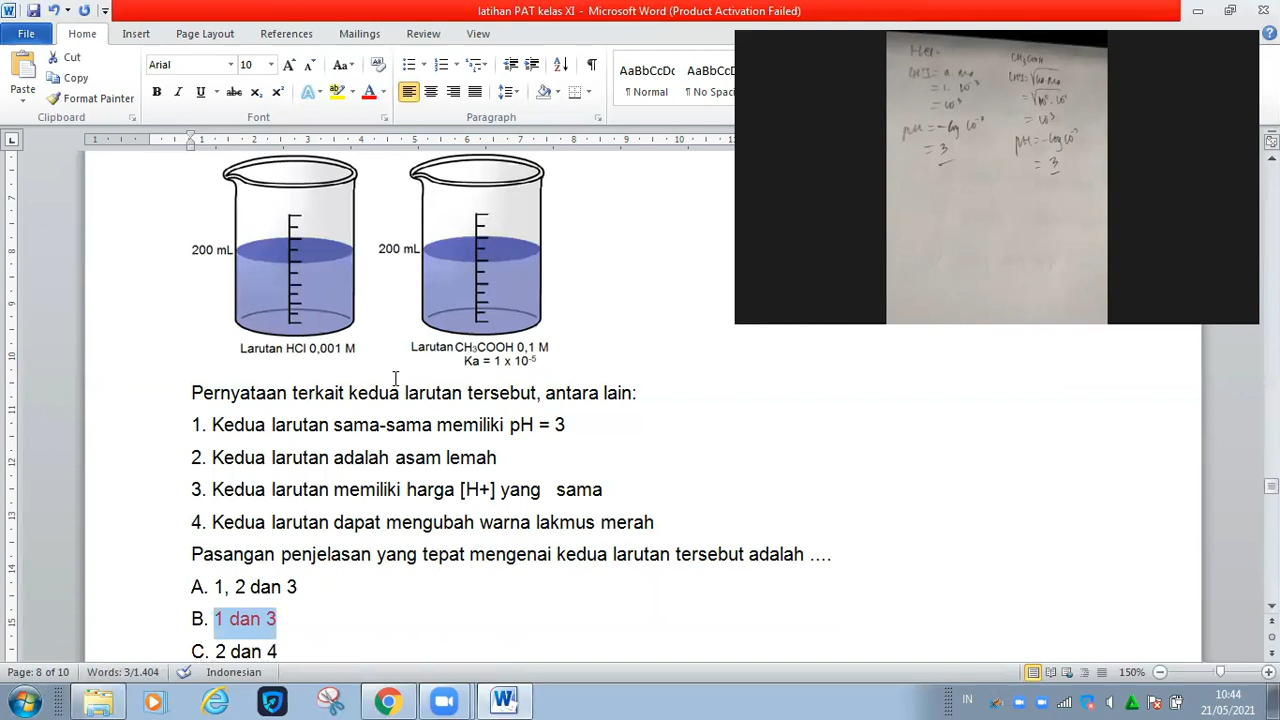 latihan PAT kelas XI - Microsoft Word (Product Activation Failed)
File Home Insert Page Layout References Mailings Review View
Cut
Copy
Format Painter
Paste
Clipboard
Arial 10
Font
Paragraph
AaBbCcDc AaBbCcDc
¶ Normal
200 mL
200 mL
Larutan HCl 0,001 M
Larutan CH₃COOH 0,1 M
Ka = 1 x 10⁻⁵
Pernyataan terkait kedua larutan tersebut, antara lain:
1. Kedua larutan sama-sama memiliki pH = 3
2. Kedua larutan adalah asam lemah
3. Kedua larutan memiliki harga [H+] yang sama
4. Kedua larutan dapat mengubah warna lakmus merah
Pasangan penjelasan yang tepat mengenai kedua larutan tersebut adalah ….
A. 1, 2 dan 3
B. 1 dan 3
C. 2 dan 4
CH₃COOH
pH = -log 10⁻³
= 3
pH = -log 10⁻³
= 3
Page: 8 of 10 Words: 3/1.404 Indonesian 150%
IN 10:44
21/05/2021